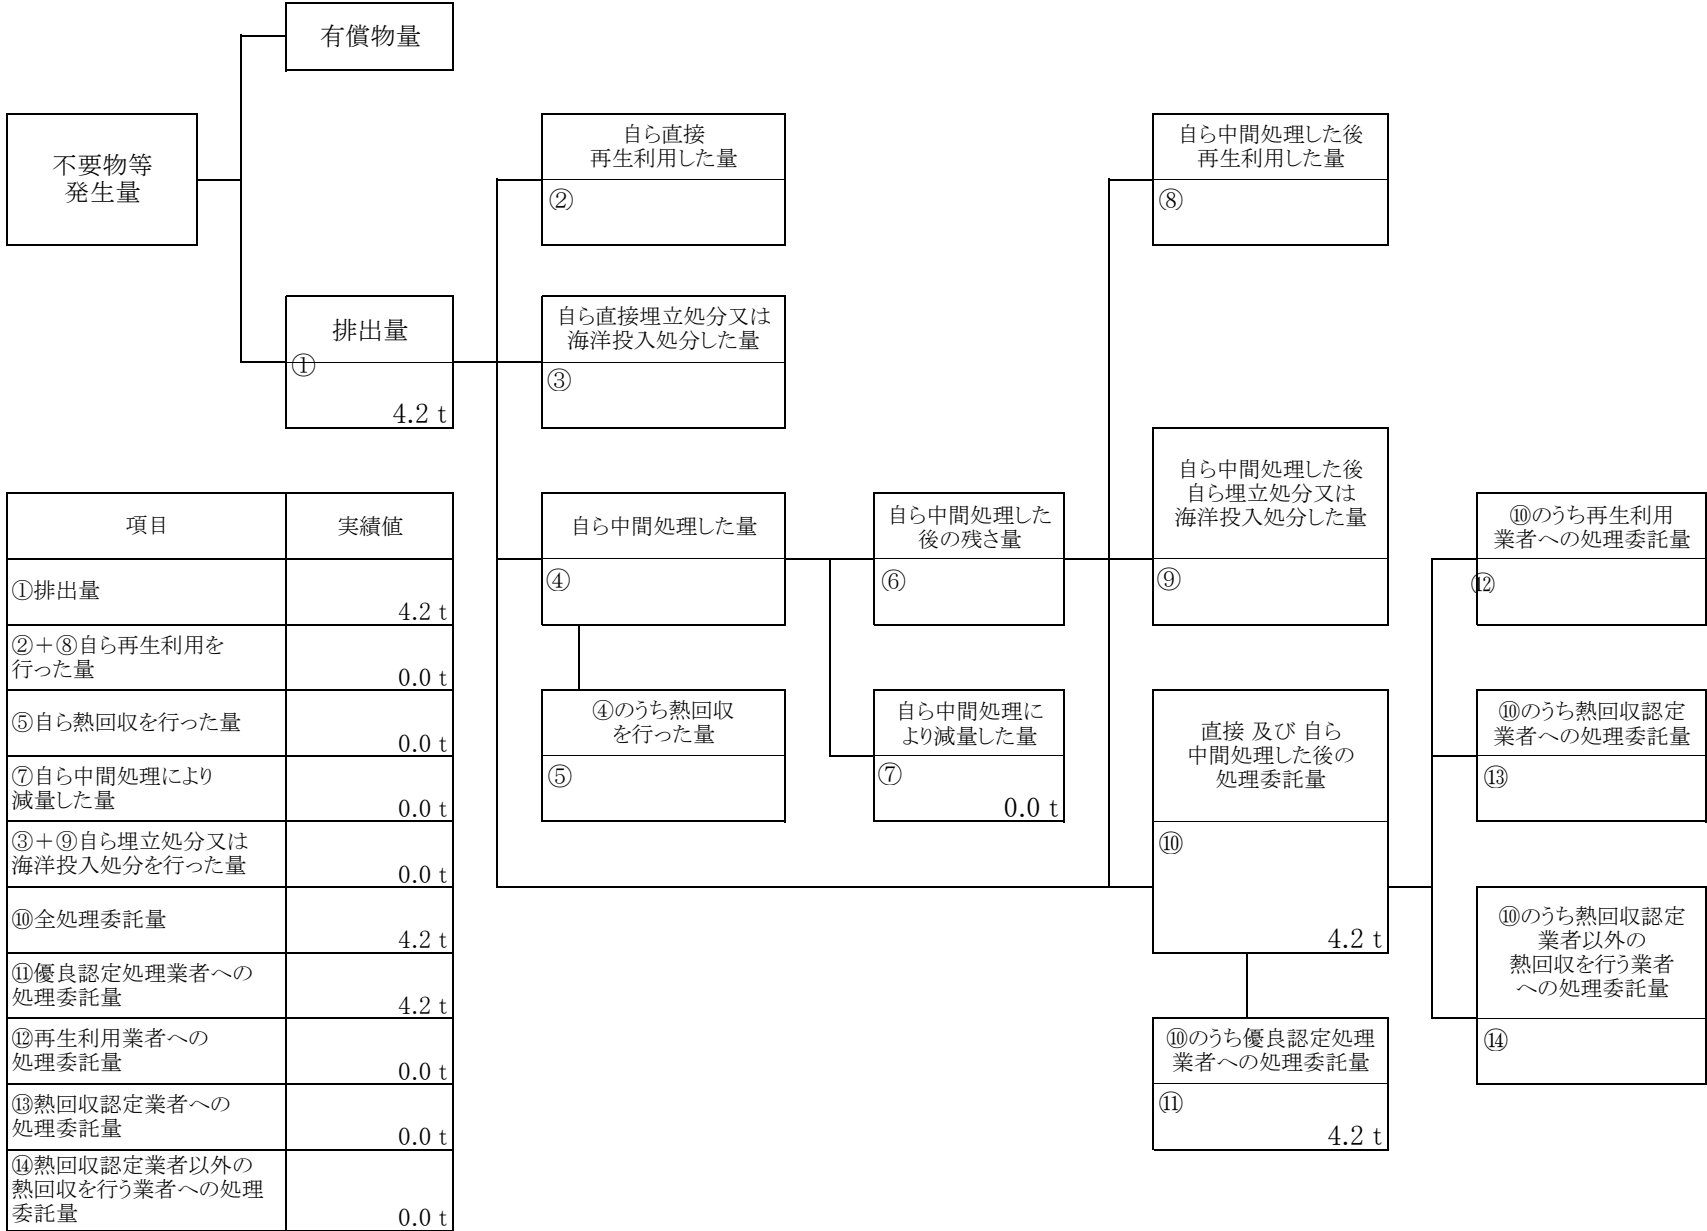 有償物量
不要物等
発生量
自ら直接
再生利用した量
②
自ら中間処理した後
再生利用した量
⑧
排出量
①
4.2 t
自ら直接埋立処分又は
海洋投入処分した量
③
項目
実績値
①排出量
4.2 t
②＋⑧自ら再生利用を
行った量
0.0 t
⑤自ら熱回収を行った量
0.0 t
⑦自ら中間処理により
減量した量
0.0 t
③＋⑨自ら埋立処分又は
海洋投入処分を行った量
0.0 t
⑩全処理委託量
4.2 t
⑪優良認定処理業者への
処理委託量
4.2 t
⑫再生利用業者への
処理委託量
0.0 t
⑬熱回収認定業者への
処理委託量
0.0 t
⑭熱回収認定業者以外の
熱回収を行う業者への処理
委託量
0.0 t
自ら中間処理した量
④
④のうち熱回収
を行った量
⑤
自ら中間処理した
後の残さ量
⑥
自ら中間処理に
より減量した量
⑦
0.0 t
自ら中間処理した後
自ら埋立処分又は
海洋投入処分した量
⑨
直接 及び 自ら
中間処理した後の
処理委託量
⑩
4.2 t
⑩のうち優良認定処理
業者への処理委託量
⑪
4.2 t
⑩のうち再生利用
業者への処理委託量
⑫
⑩のうち熱回収認定
業者への処理委託量
⑬
⑩のうち熱回収認定
業者以外の
熱回収を行う業者
への処理委託量
⑭